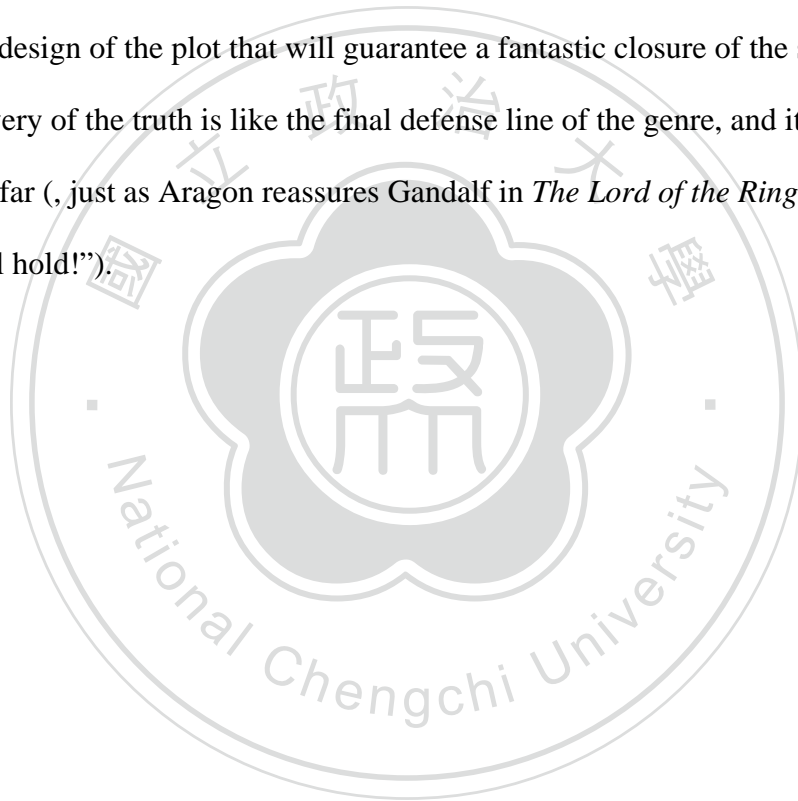 design of the plot that will guarantee a fantastic closure of the
very of the truth is like the final defense line of the genre, and it
far (, just as Aragon reassures Gandalf in The Lord of the Ring
l hold!”).
國立政治大學
政
National Chengchi University